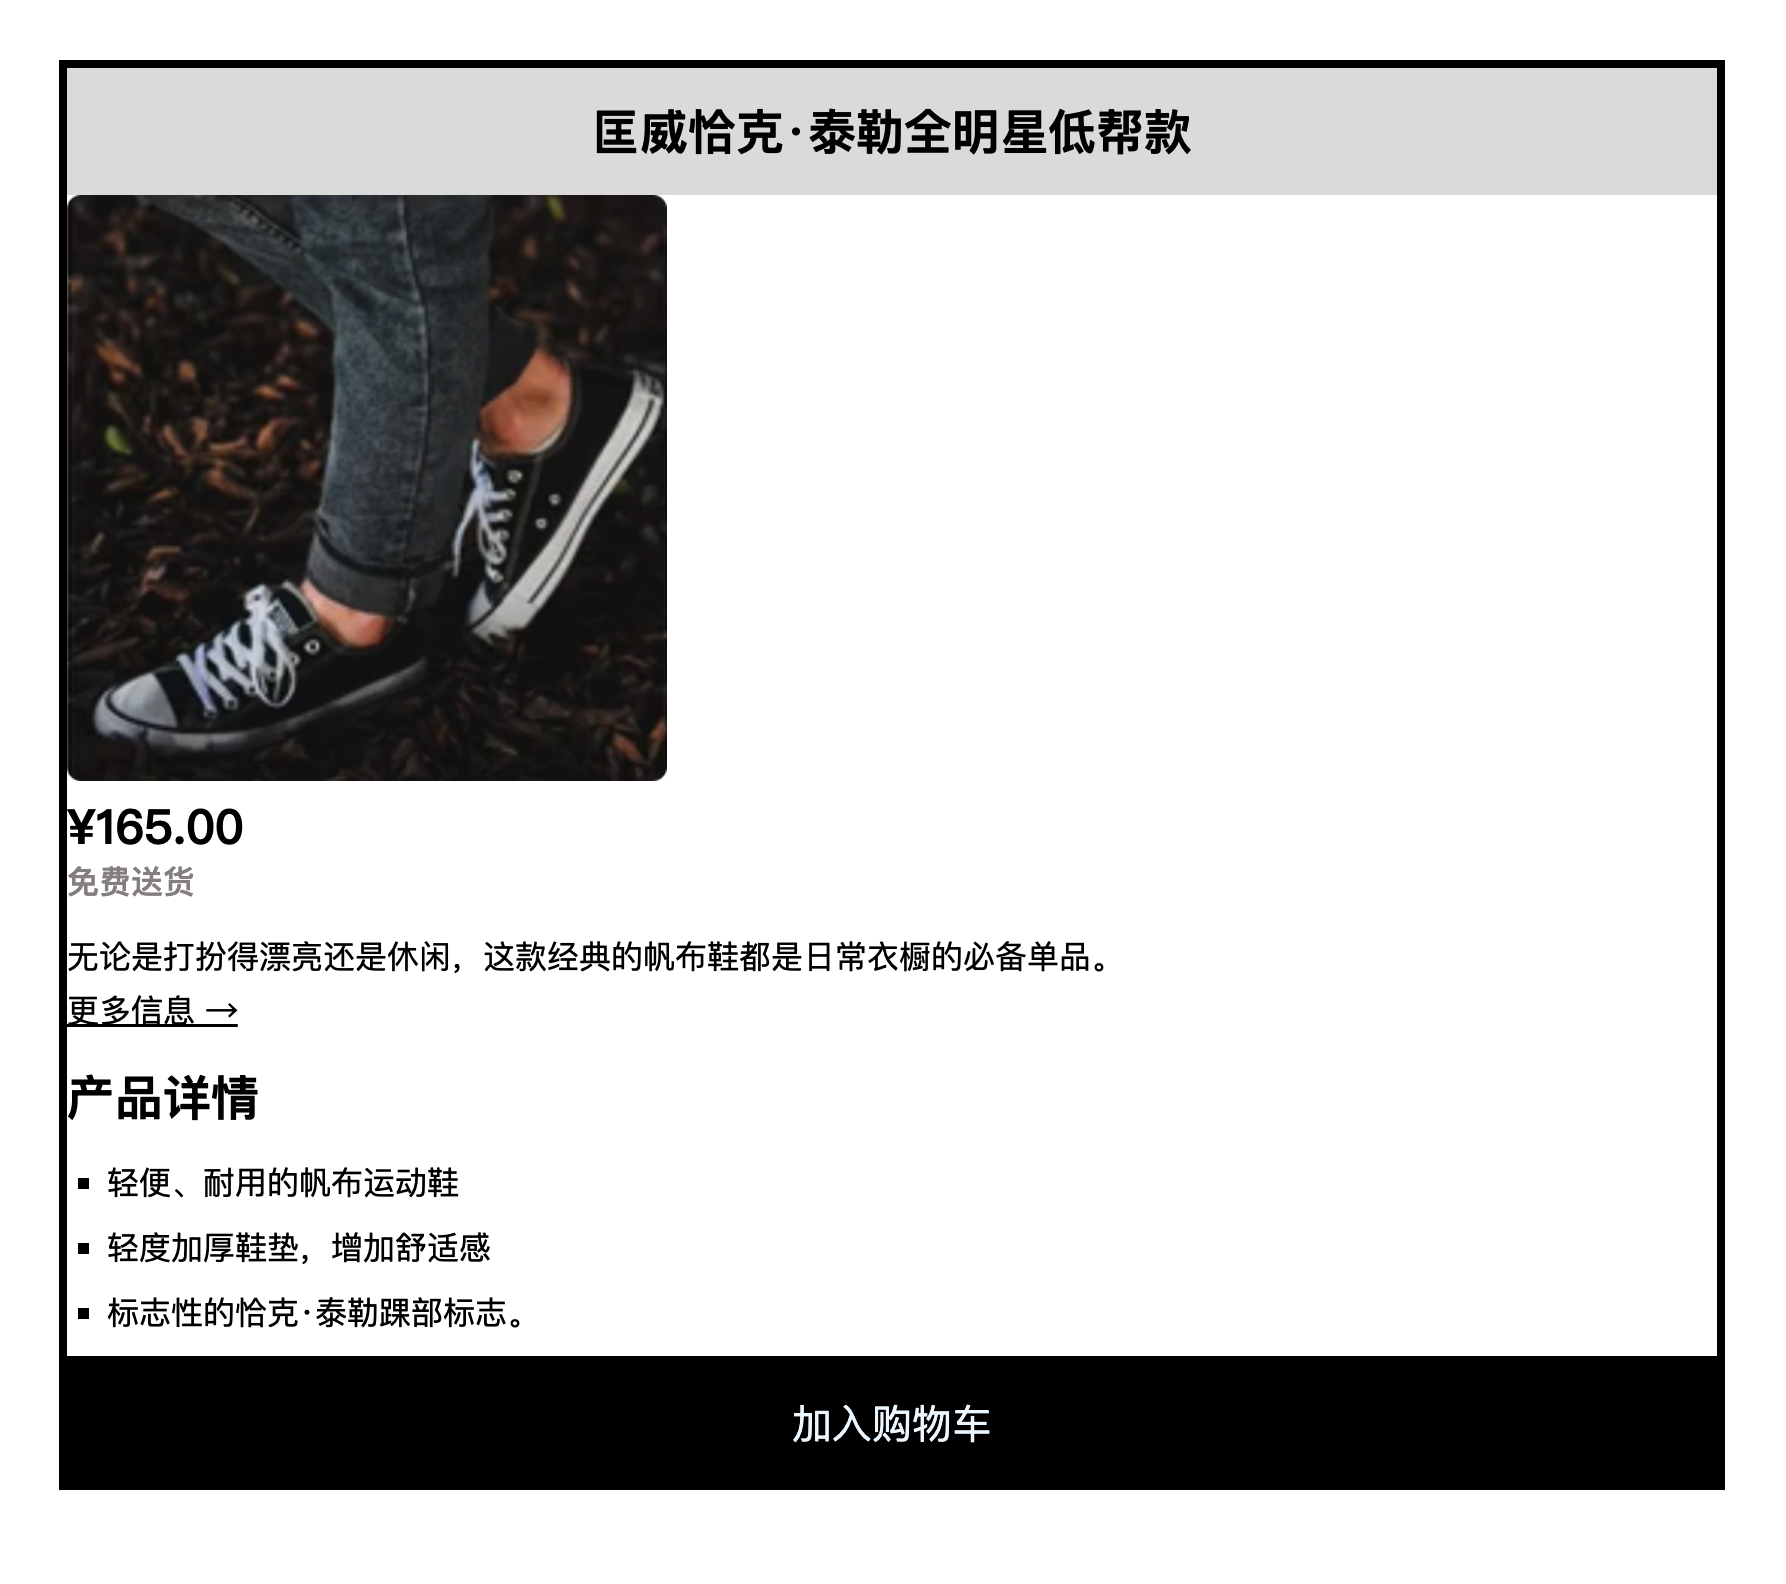 匡威恰克·泰勒全明星低帮款
¥165.00
免费送货
无论是打扮得漂亮还是休闲，这款经典的帆布鞋都是日常衣橱的必备单品。
更多信息 →
产品详情
▪ 轻便、耐用的帆布运动鞋
▪ 轻度加厚鞋垫，增加舒适感
▪ 标志性的恰克·泰勒踝部标志。
加入购物车